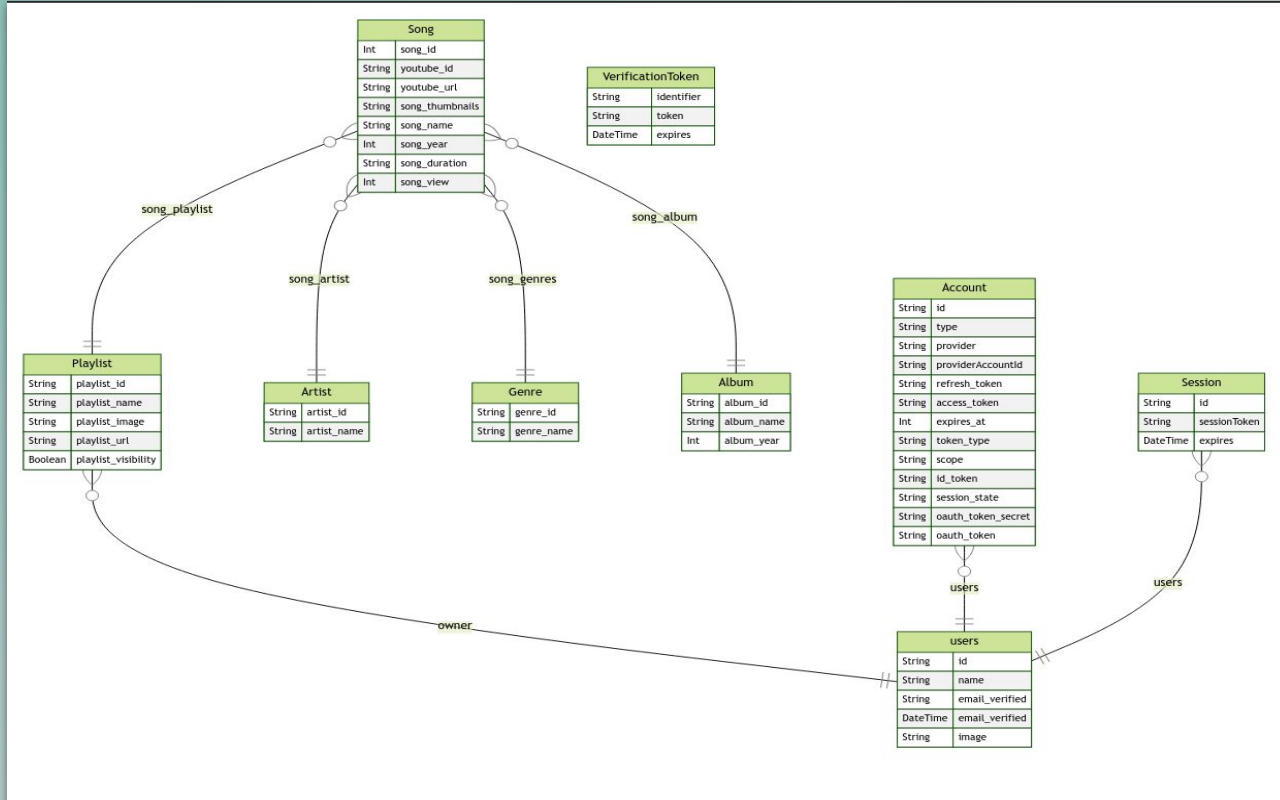 Song
Int song_id
String youtube_id
String youtube_url
String song_thumbnails
String song_name
Int song_year
String song_duration
Int song_view
VerificationToken
String identifier
String token
DateTime expires
song_playlist
song_album
song_artist
song_genres
Playlist
String playlist_id
String playlist_name
String playlist_image
String playlist_url
Boolean playlist_visibility
Artist
String artist_id
String artist_name
Genre
String genre_id
String genre_name
Album
String album_id
String album_name
Int album_year
Account
String id
String type
String provider
String providerAccountId
String refresh_token
String access_token
Int expires_at
String token_type
String scope
String id_token
String session_state
String oauth_token_secret
String oauth_token
Session
String id
String sessionToken
DateTime expires
users
users
owner
users
String id
String name
String email_verified
DateTime email_verified
String image